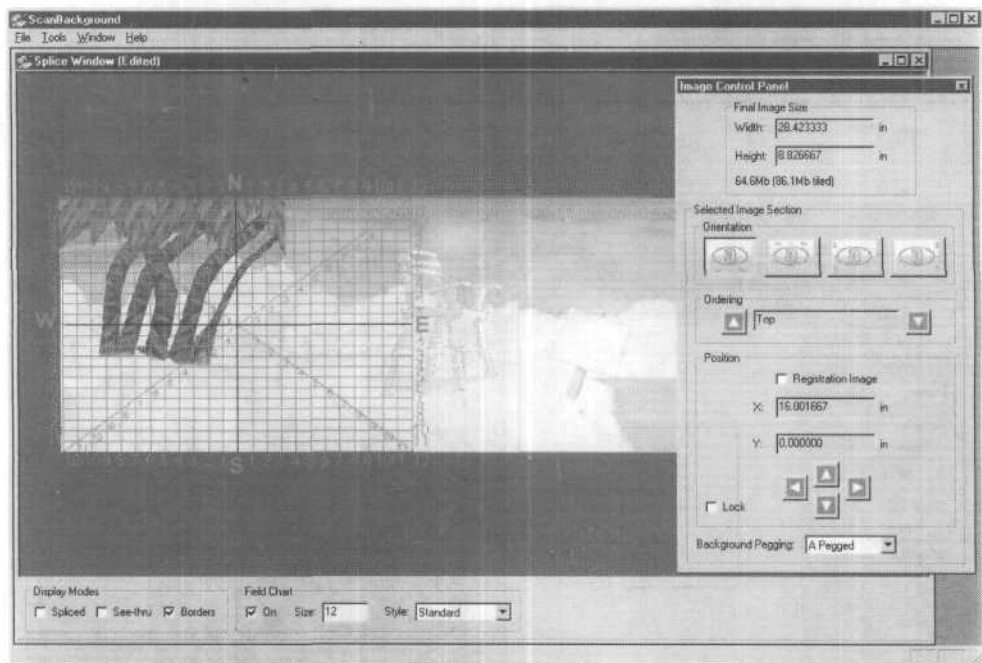 ScanBackground
File Tools Window Help
Splice Window (Edited)
Image Control Panel
Final Image Size
Width: 28.423333 in
Height: 8.826667 in
64.6Mb (86.1Mb tiled)
Selected Image Section
Orientation
Ordering
Top
Position
Registration Image
X: 16.001667 in
Y: 0.000000 in
Lock
Background Pegging: A Pegged
N
W
E
S
Display Modes
Spliced See-thru Borders
Field Chart
On Size: 12 Style: Standard